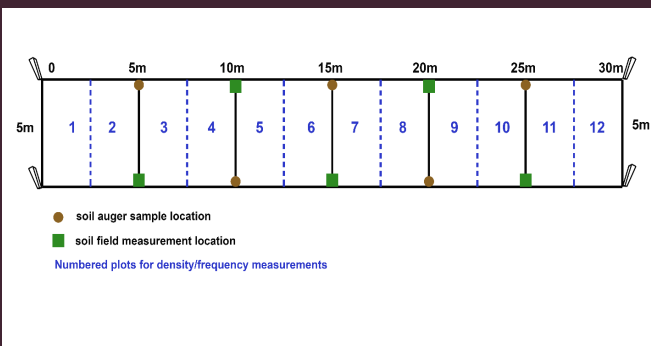 0 5m 10m 15m 20m 25m 30m
5m 1 2 3 4 5 6 7 8 9 10 11 12 5m
soil auger sample location
soil field measurement location
Numbered plots for density/frequency measurements